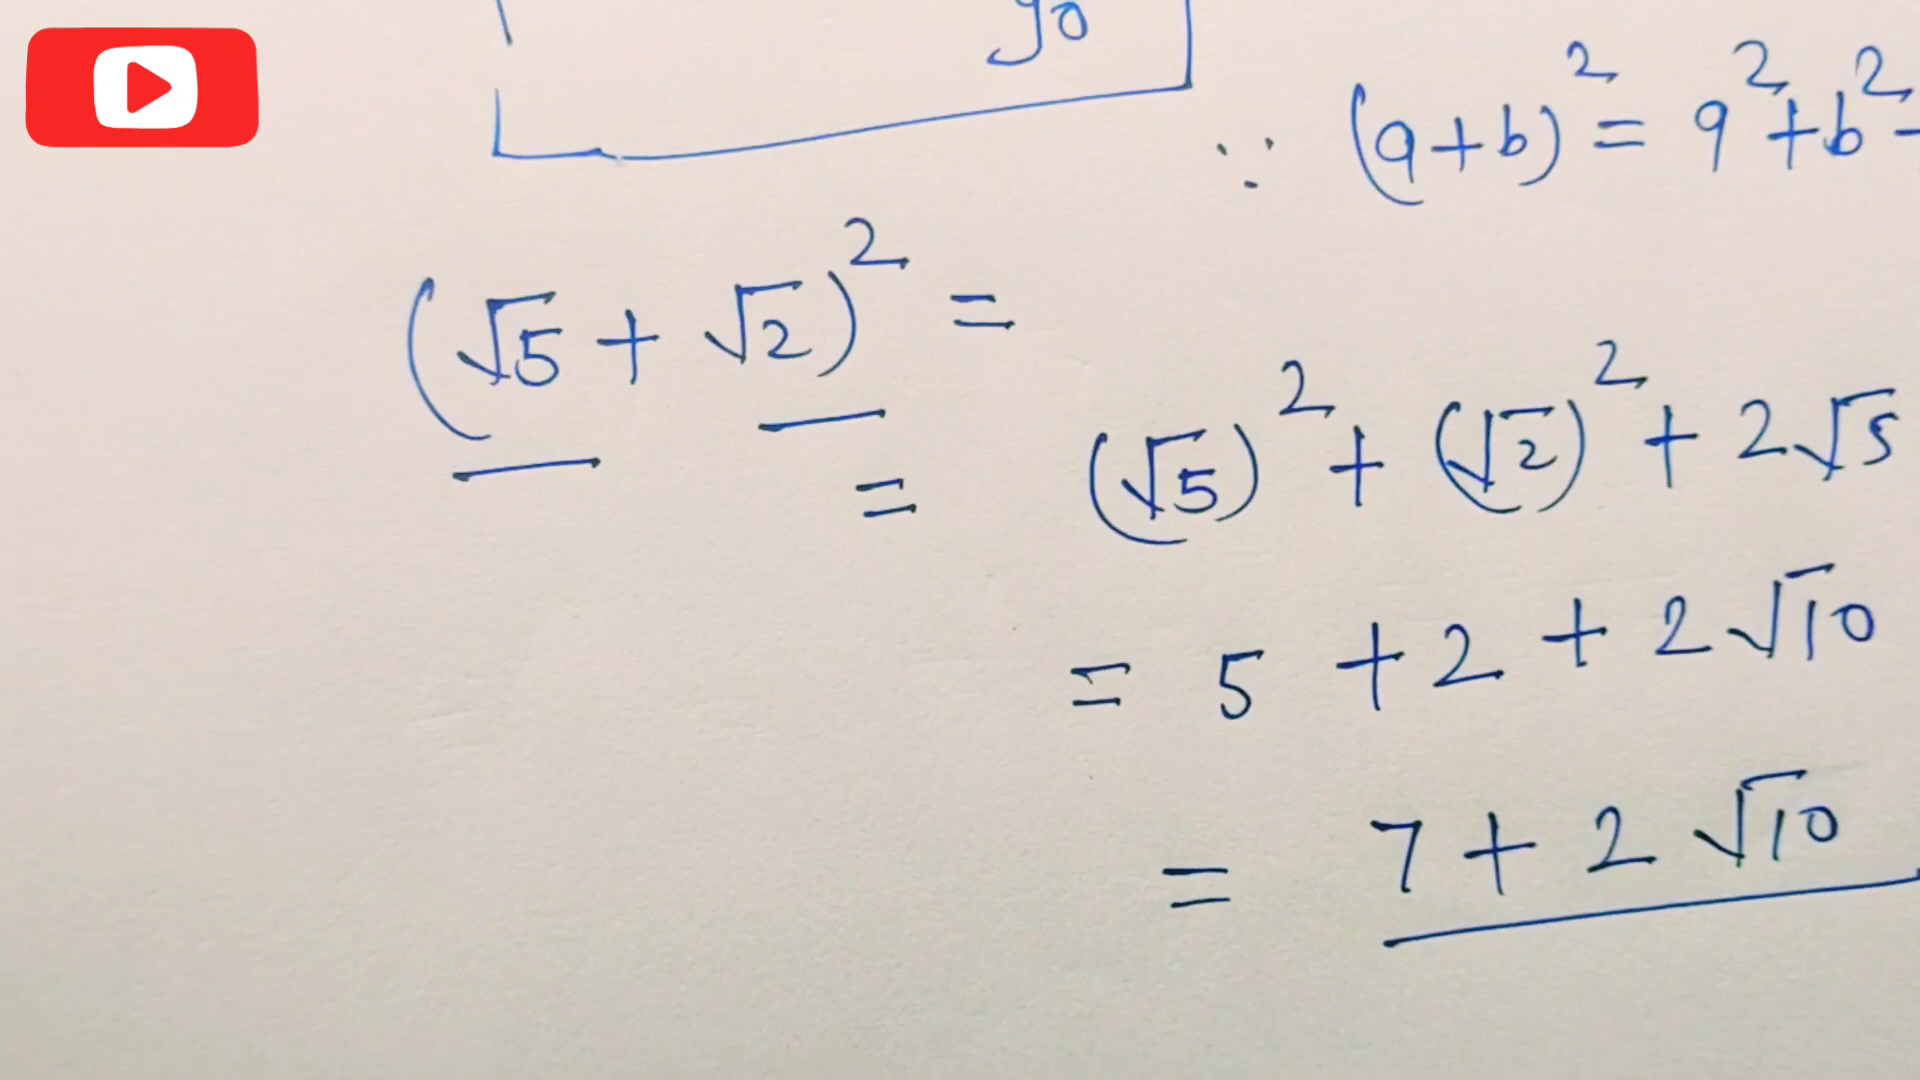 ∵ (a+b)² = a²+b²-
(√5 + √2)² =
= (√5)² + (√2)² + 2√5
= 5 + 2 + 2√10
= 7 + 2√10